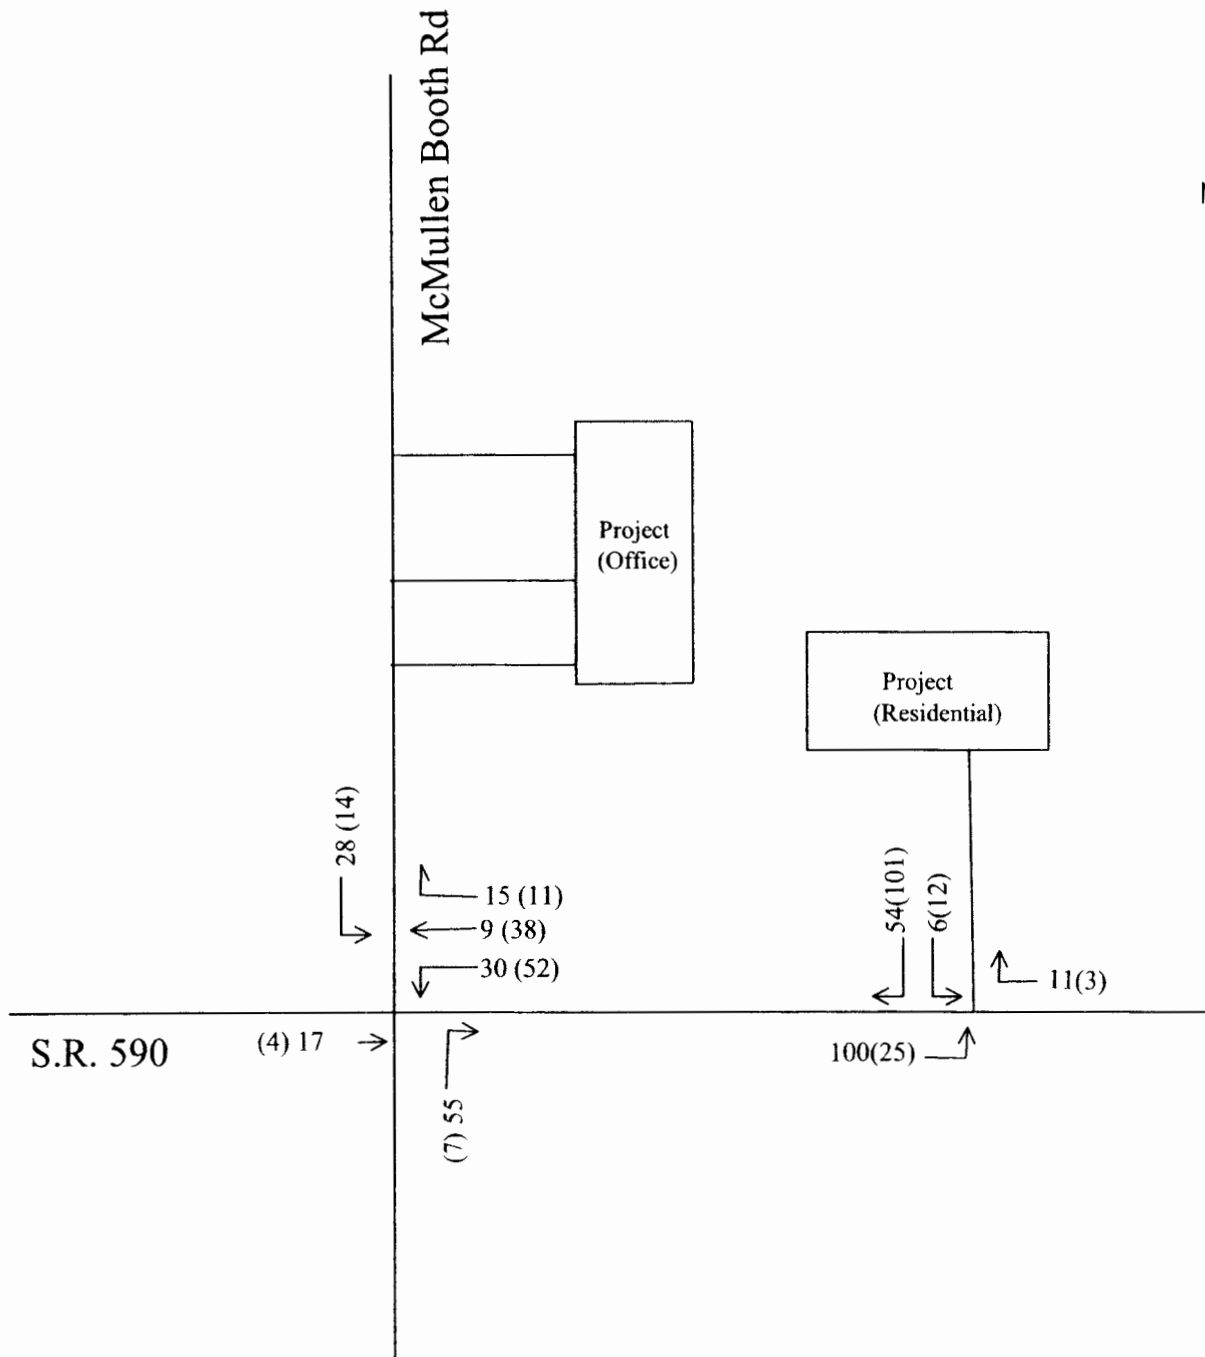 McMullen Booth Rd
Project
(Office)
Project
(Residential)
28 (14)
15 (11)
9 (38)
30 (52)
54(101)
6(12)
11(3)
S.R. 590
(4) 17
(7) 55
100(25)